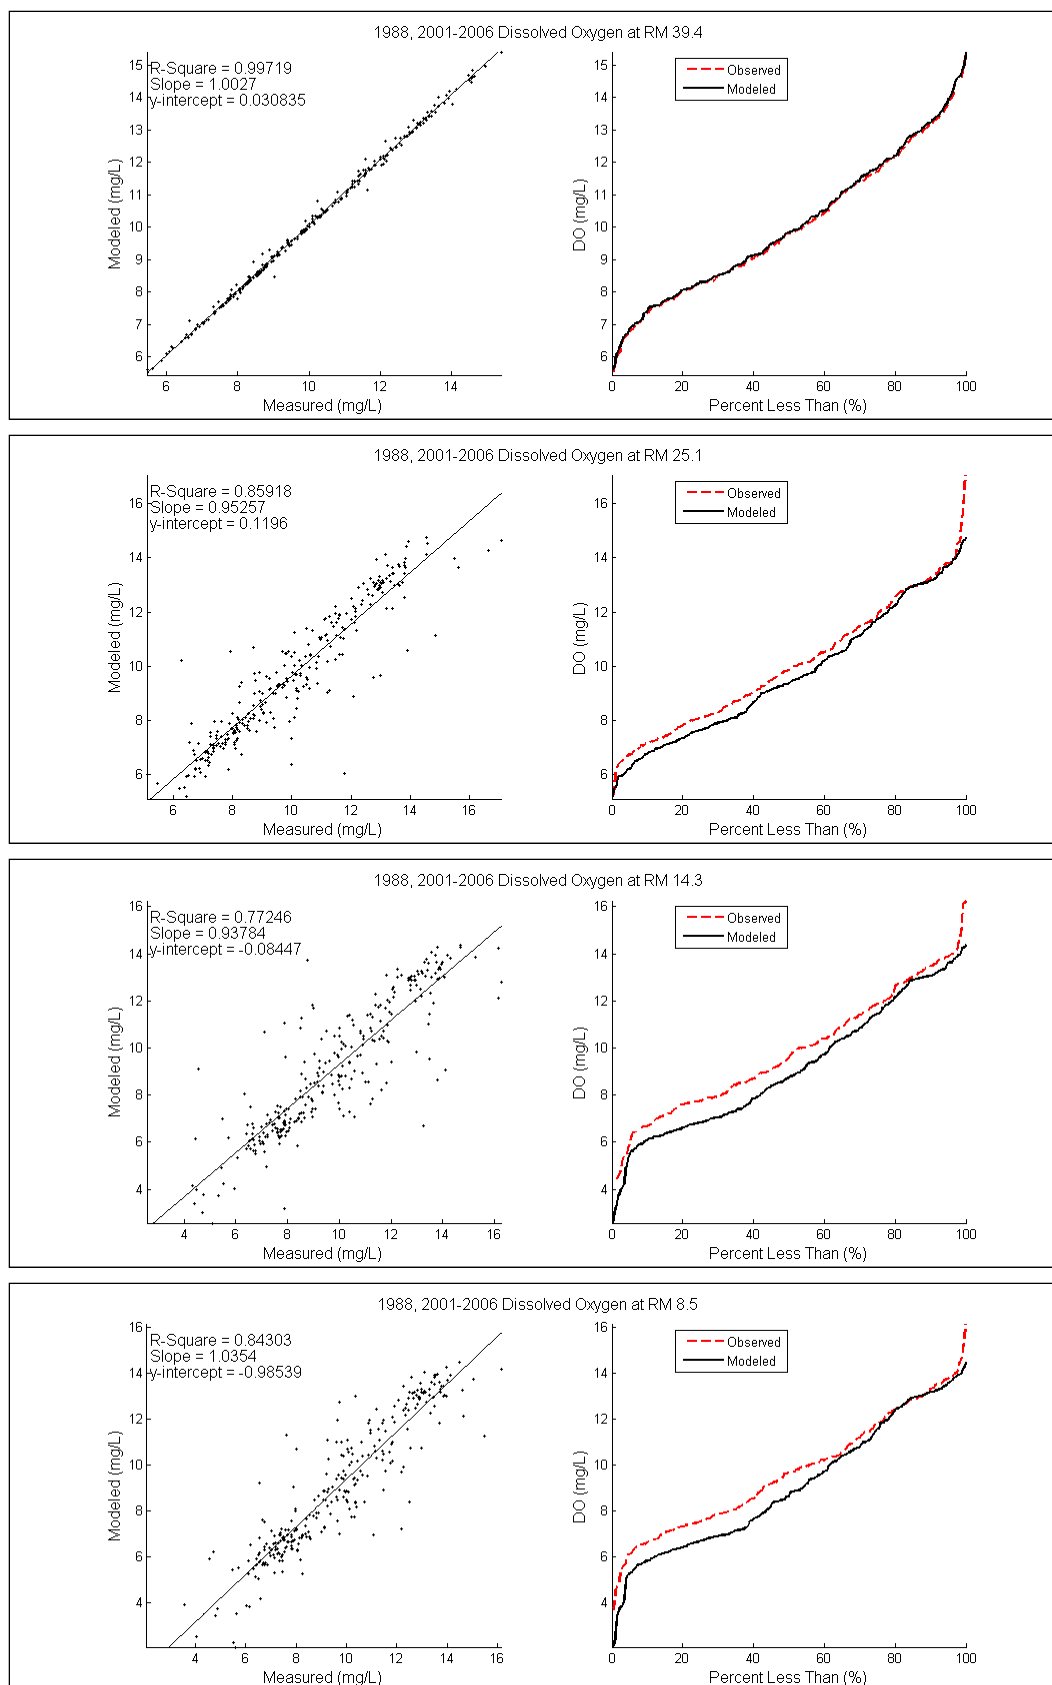 1988, 2001-2006 Dissolved Oxygen at RM 39.4
R-Square = 0.99719
Slope = 1.0027
y-intercept = 0.030835
15
14
13
12
11
10
9
8
7
6
6
8
10
12
14
Modeled (mg/L)
Measured (mg/L)
Observed
Modeled
15
14
13
12
11
10
9
8
7
6
0
20
40
60
80
100
DO (mg/L)
Percent Less Than (%)
1988, 2001-2006 Dissolved Oxygen at RM 25.1
R-Square = 0.85918
Slope = 0.95257
y-intercept = 0.1196
16
14
12
10
8
6
6
8
10
12
14
16
Modeled (mg/L)
Measured (mg/L)
Observed
Modeled
16
14
12
10
8
6
0
20
40
60
80
100
DO (mg/L)
Percent Less Than (%)
1988, 2001-2006 Dissolved Oxygen at RM 14.3
R-Square = 0.77246
Slope = 0.93784
y-intercept = -0.08447
16
14
12
10
8
6
4
4
6
8
10
12
14
16
Modeled (mg/L)
Measured (mg/L)
Observed
Modeled
16
14
12
10
8
6
4
0
20
40
60
80
100
DO (mg/L)
Percent Less Than (%)
1988, 2001-2006 Dissolved Oxygen at RM 8.5
R-Square = 0.84303
Slope = 1.0354
y-intercept = -0.98539
16
14
12
10
8
6
4
4
6
8
10
12
14
16
Modeled (mg/L)
Measured (mg/L)
Observed
Modeled
16
14
12
10
8
6
4
0
20
40
60
80
100
DO (mg/L)
Percent Less Than (%)